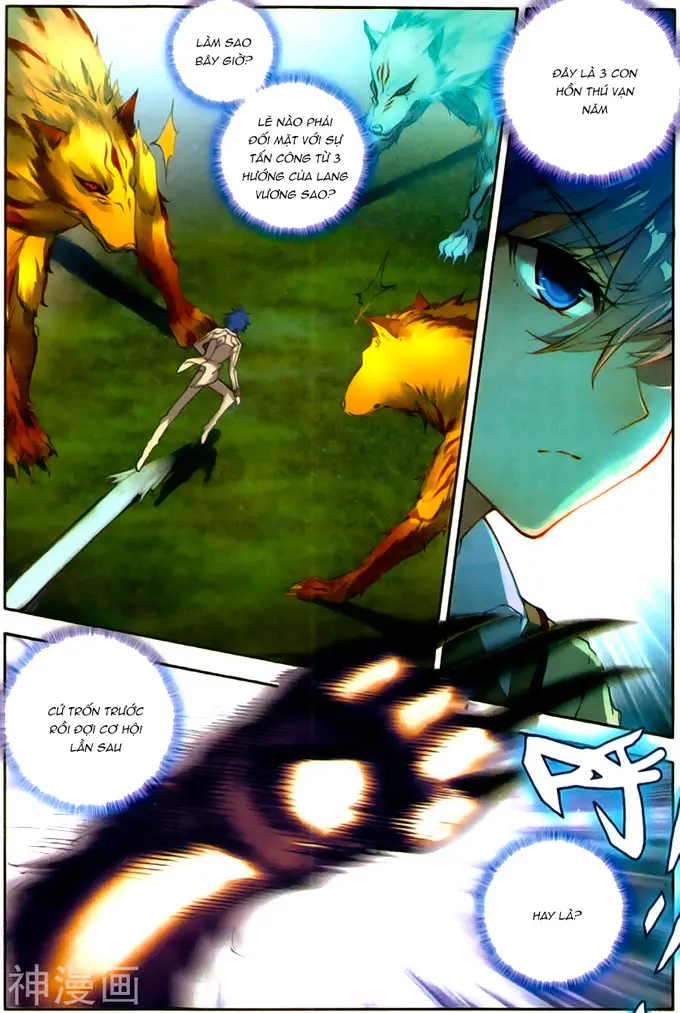 LÀM SAO
BÂY GIỜ?
LẼ NÀO PHẢI
ĐỐI MẶT VỚI SỰ
TẤN CÔNG TỪ 3
HƯỚNG CỦA LANG
VƯƠNG SAO?
ĐÂY LÀ 3 CON
HỒN THÚ VẠN
NĂM
CỨ TRỐN TRƯỚC
RỒI ĐỢI CƠ HỘI
LẦN SAU
呼
HAY LÀ?
神漫画